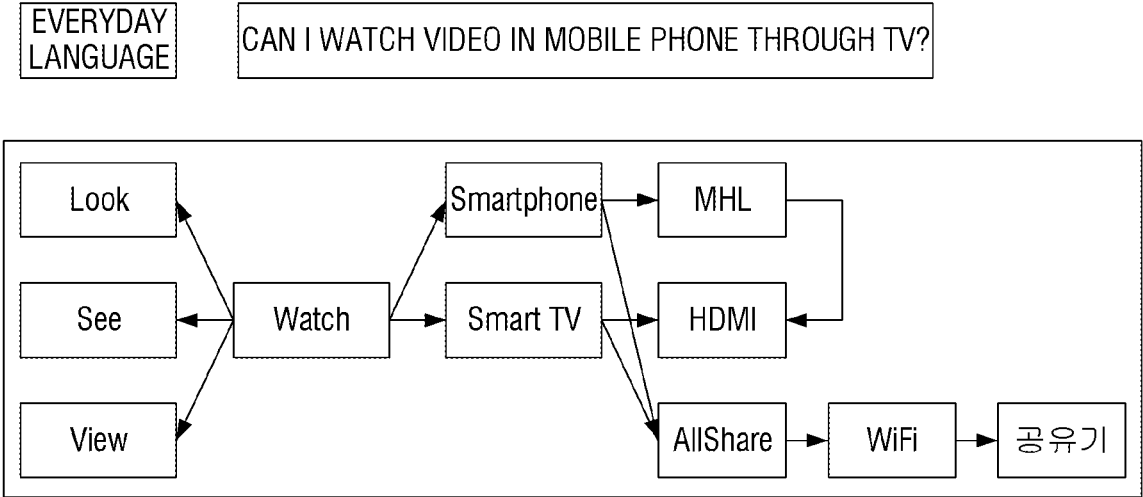 EVERYDAY
LANGUAGE
CAN I WATCH VIDEO IN MOBILE PHONE THROUGH TV?
Look
Smartphone
MHL
See
Watch
Smart TV
HDMI
View
AllShare
WiFi
공유기